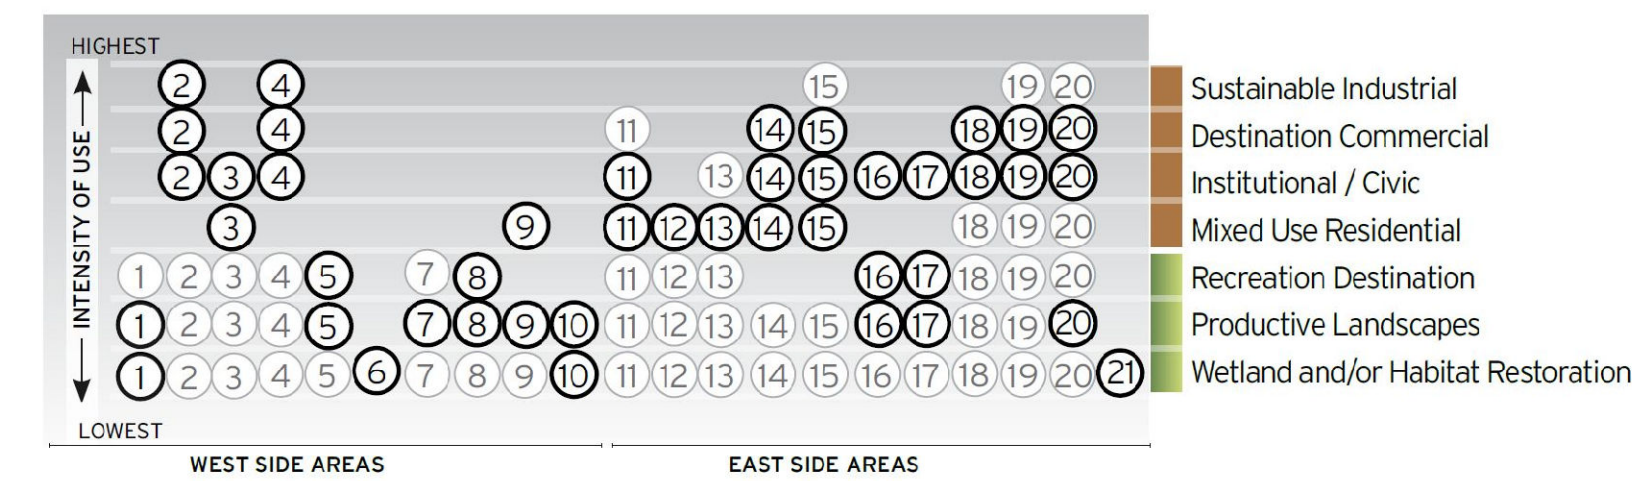 HIGHEST
2 4 15 19 20 Sustainable Industrial
2 4 11 14 15 18 19 20 Destination Commercial
2 3 4 11 13 14 15 16 17 18 19 20 Institutional / Civic
3 9 11 12 13 14 15 18 19 20 Mixed Use Residential
1 2 3 4 5 7 8 11 12 13 16 17 18 19 20 Recreation Destination
1 2 3 4 5 7 8 9 10 11 12 13 14 15 16 17 18 19 20 Productive Landscapes
1 2 3 4 5 6 7 8 9 10 11 12 13 14 15 16 17 18 19 20 21 Wetland and/or Habitat Restoration
INTENSITY OF USE
LOWEST
WEST SIDE AREAS EAST SIDE AREAS